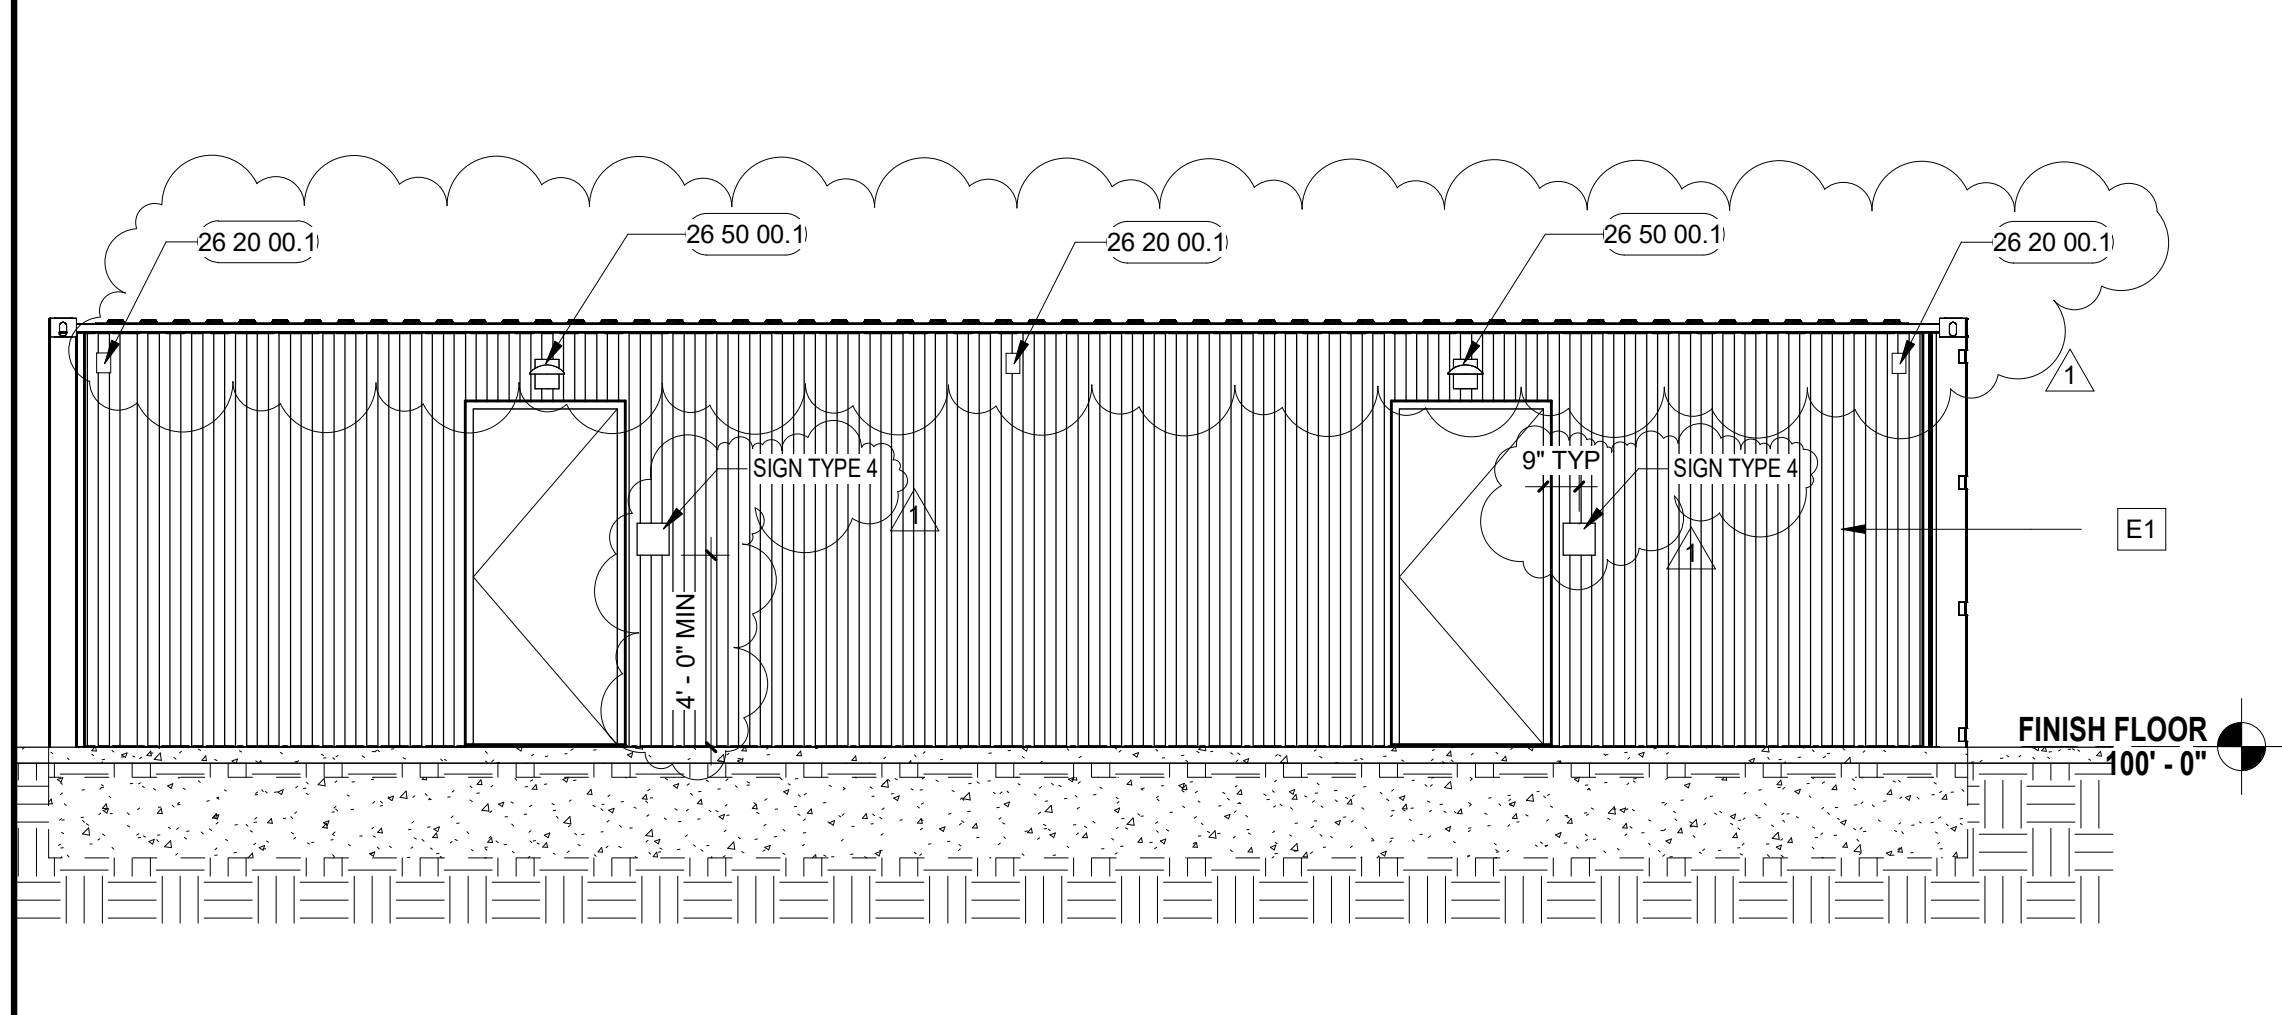 26 20 00.1
26 50 00.1
26 20 00.1
26 50 00.1
26 20 00.1
1
SIGN TYPE 4
9" TYP
SIGN TYPE 4
1
1
E1
4' - 0" MIN
FINISH FLOOR
100' - 0"